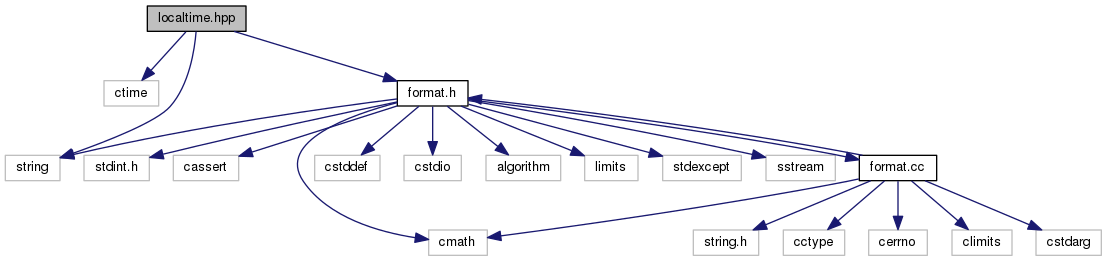 localtime.hpp
ctime
format.h
string
stdint.h
cassert
cstddef
cstdio
algorithm
limits
stdexcept
sstream
format.cc
cmath
string.h
cctype
cerrno
climits
cstdarg